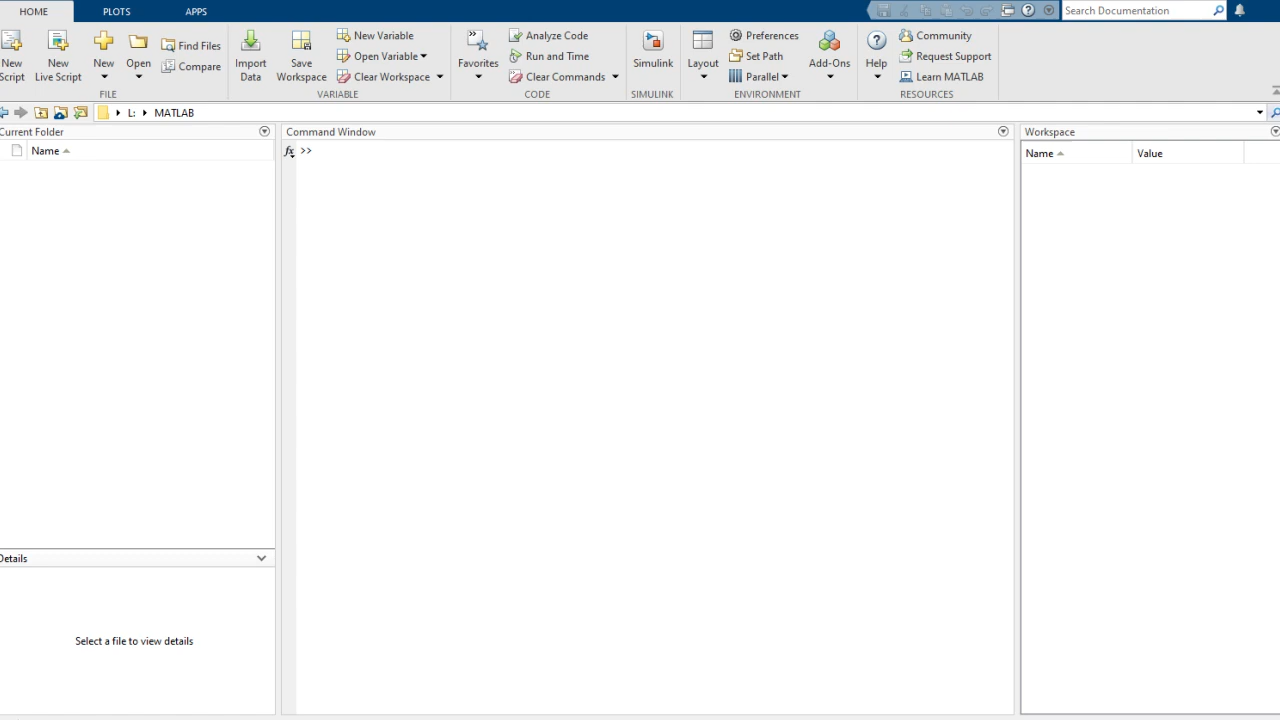 HOME PLOTS APPS Search Documentation
New Script New Live Script New Open Find Files Compare Import Data Save Workspace New Variable Open Variable Clear Workspace Favorites Analyze Code Run and Time Clear Commands Simulink Layout Preferences Set Path Parallel Add-Ons Help Community Request Support Learn MATLAB
FILE VARIABLE CODE SIMULINK ENVIRONMENT RESOURCES
L: MATLAB
Current Folder Command Window Workspace
Name fx >> Name Value
Details
Select a file to view details